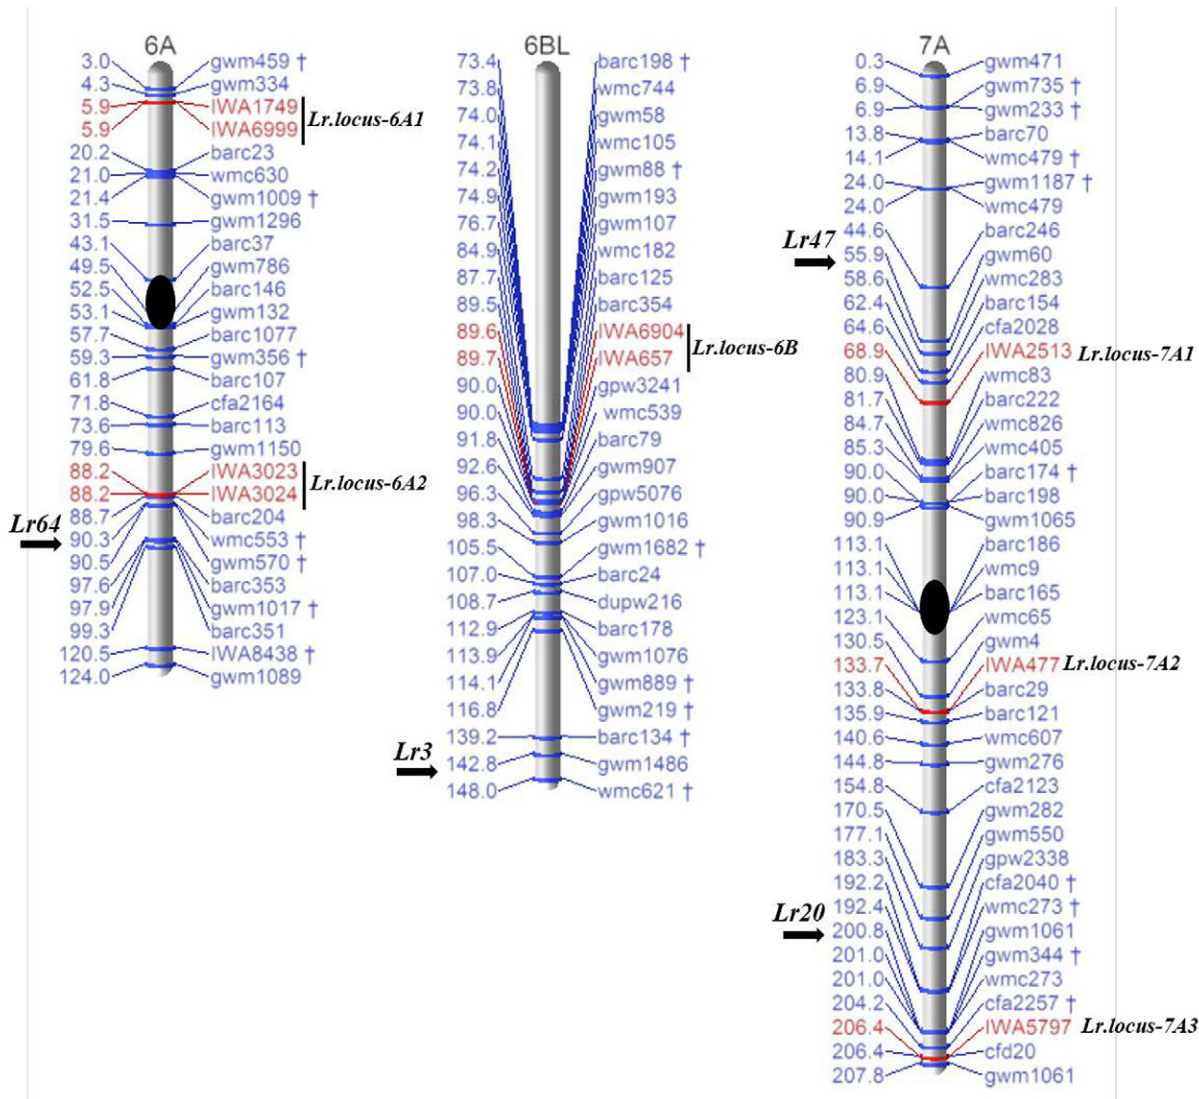 6A
3.0 gwm459 †
4.3 gwm334
5.9 IWA1749
5.9 IWA6999
Lr.locus-6A1
20.2 barc23
21.0 wmc630
21.4 gwm1009 †
31.5 gwm1296
43.1 barc37
49.5 gwm786
52.5 barc146
53.1 gwm132
57.7 barc1077
59.3 gwm356 †
61.8 barc107
71.8 cfa2164
73.6 barc113
79.6 gwm1150
88.2 IWA3023
88.2 IWA3024
Lr.locus-6A2
88.7 barc204
Lr64
90.3 wmc553 †
90.5 gwm570 †
97.6 barc353
97.9 gwm1017 †
99.3 barc351
120.5 IWA8438 †
124.0 gwm1089
6BL
73.4 barc198 †
73.8 wmc744
74.0 gwm58
74.1 wmc105
74.2 gwm88 †
74.9 gwm193
76.7 gwm107
84.9 wmc182
87.7 barc125
89.5 barc354
89.6 IWA6904
89.7 IWA657
Lr.locus-6B
90.0 gpw3241
90.0 wmc539
91.8 barc79
92.6 gwm907
96.3 gpw5076
98.3 gwm1016
105.5 gwm1682 †
107.0 barc24
108.7 dupw216
112.9 barc178
113.9 gwm1076
114.1 gwm889 †
116.8 gwm219 †
139.2 barc134 †
Lr3
142.8 gwm1486
148.0 wmc621 †
7A
0.3 gwm471
6.9 gwm735 †
6.9 gwm233 †
13.8 barc70
14.1 wmc479 †
24.0 gwm1187 †
24.0 wmc479
44.6 barc246
Lr47
55.9 gwm60
58.6 wmc283
62.4 barc154
64.6 cfa2028
68.9 IWA2513 Lr.locus-7A1
80.9 wmc83
81.7 barc222
84.7 wmc826
85.3 wmc405
90.0 barc174 †
90.0 barc198
90.9 gwm1065
113.1 barc186
113.1 wmc9
113.1 barc165
123.1 wmc65
130.5 gwm4
133.7 IWA477 Lr.locus-7A2
133.8 barc29
135.9 barc121
140.6 wmc607
144.8 gwm276
154.8 cfa2123
170.5 gwm282
177.1 gwm550
183.3 gpw2338
192.2 cfa2040 †
192.4 wmc273 †
Lr20
200.8 gwm1061
201.0 gwm344 †
201.0 wmc273
204.2 cfa2257 †
206.4 IWA5797 Lr.locus-7A3
206.4 cfd20
207.8 gwm1061